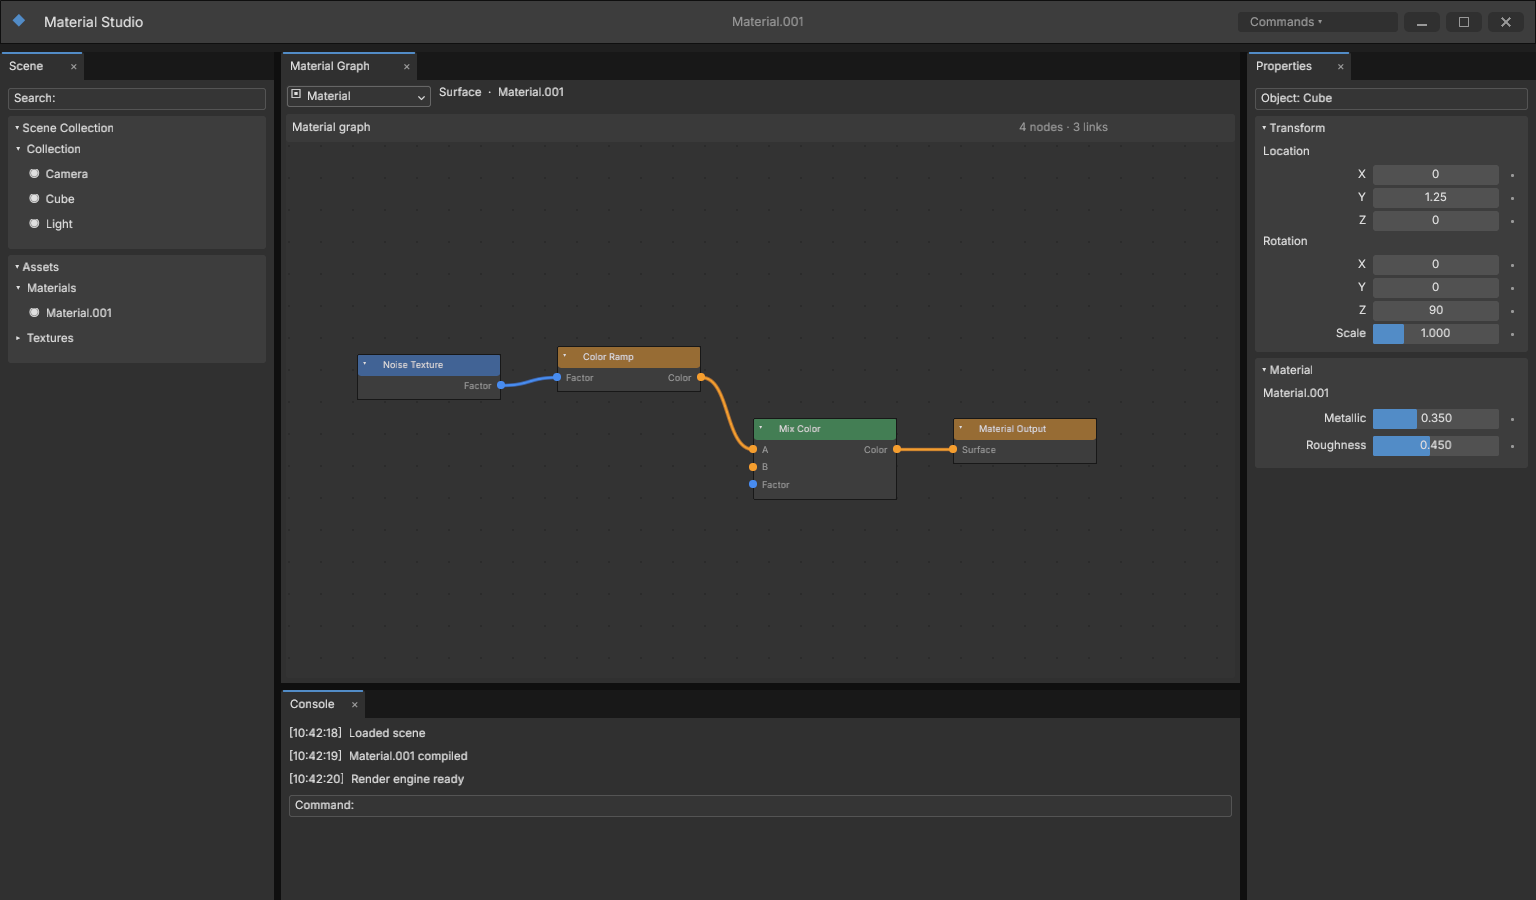 Material Studio
Material.001
Commands
Scene
Search:
Scene Collection
Collection
Camera
Cube
Light
Assets
Materials
Material.001
Textures
Material Graph
Material
Surface · Material.001
Material graph
4 nodes · 3 links
Noise Texture
Factor
Color Ramp
Factor Color
Mix Color
A Color
B
Factor
Material Output
Surface
Console
[10:42:18] Loaded scene
[10:42:19] Material.001 compiled
[10:42:20] Render engine ready
Command:
Properties
Object: Cube
Transform
Location
X 0
Y 1.25
Z 0
Rotation
X 0
Y 0
Z 90
Scale 1.000
Material
Material.001
Metallic 0.350
Roughness 0.450